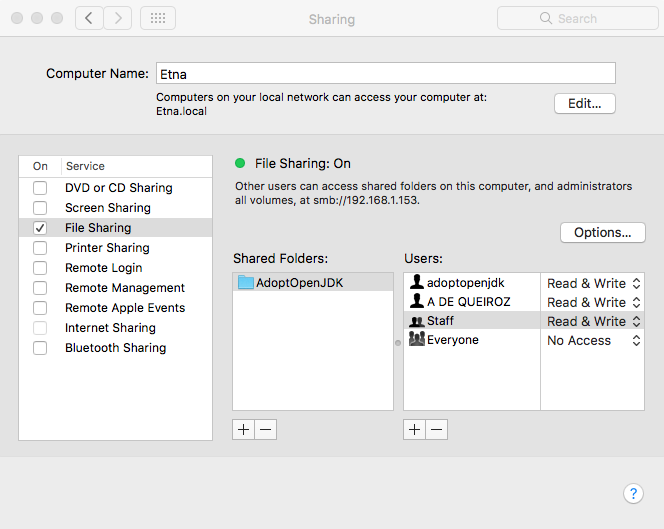 Sharing
Search
Computer Name:
Etna
Computers on your local network can access your computer at:
Etna.local
Edit...
On
Service
DVD or CD Sharing
Screen Sharing
File Sharing
Printer Sharing
Remote Login
Remote Management
Remote Apple Events
Internet Sharing
Bluetooth Sharing
File Sharing: On
Other users can access shared folders on this computer, and administrators
all volumes, at smb://192.168.1.153.
Options...
Shared Folders:
AdoptOpenJDK
Users:
adoptopenjdk Read & Write
A DE QUEIROZ Read & Write
Staff Read & Write
Everyone No Access
+ −
+ −
?